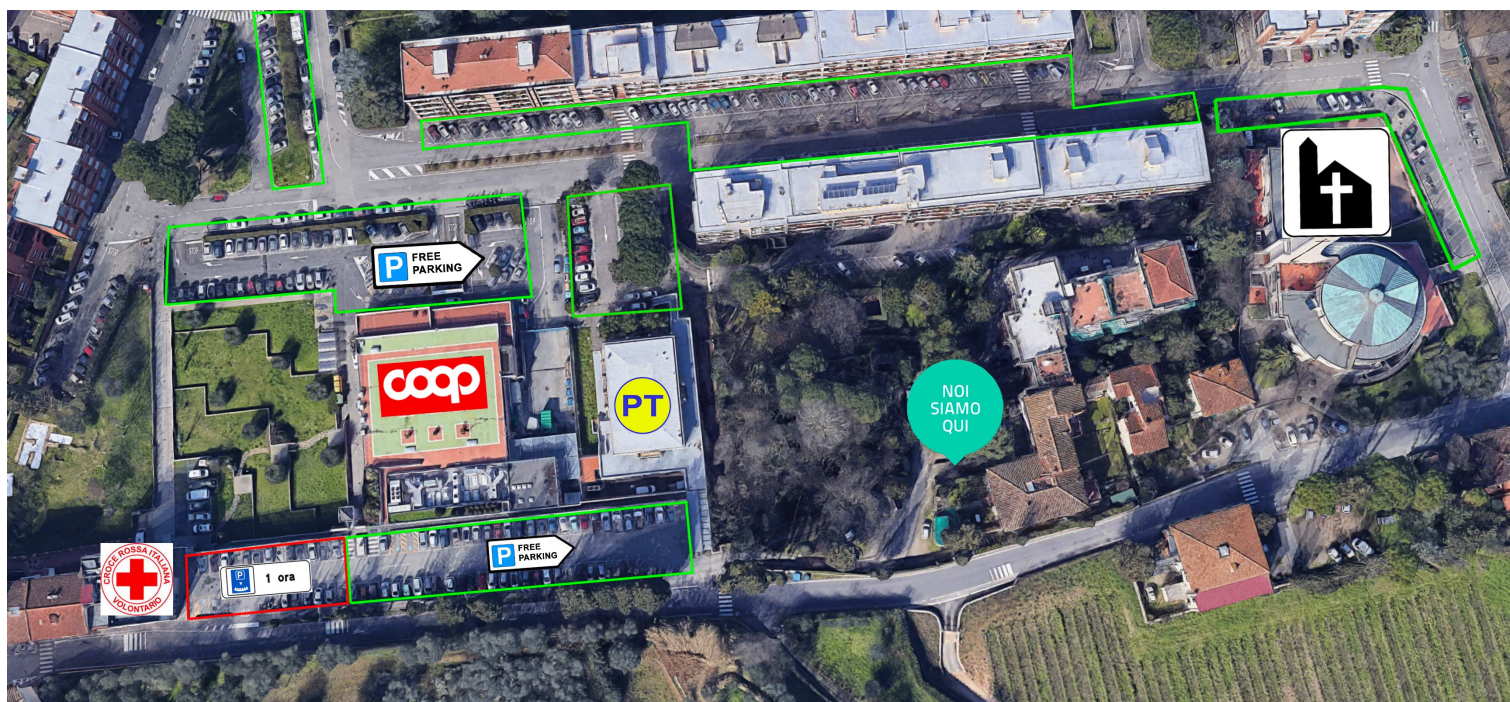 P FREE
PARKING
coop
PT
NOI
SIAMO
QUI
P FREE
PARKING
CROCE ROSSA ITALIANA
VOLONTARIO
P
1 ora